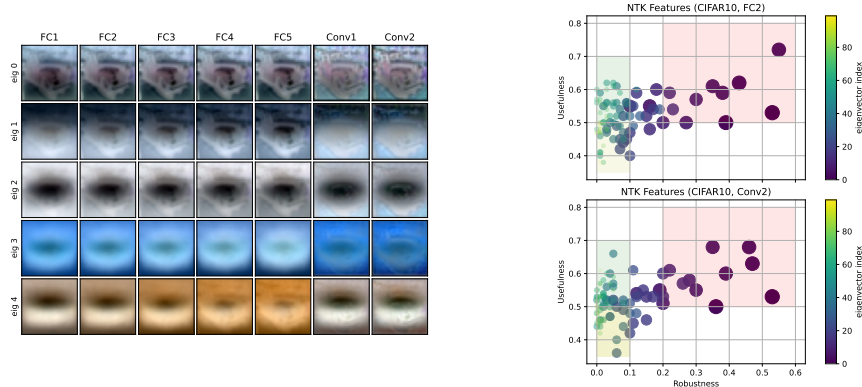 FC1 FC2 FC3 FC4 FC5 Conv1 Conv2
eig 0
eig 1
eig 2
eig 3
eig 4
NTK Features (CIFAR10, FC2)
0.8
0.7
0.6
0.5
0.4
Usefulness
80
60
40
20
0
eigenvector index
NTK Features (CIFAR10, Conv2)
0.8
0.7
0.6
0.5
0.4
Usefulness
0.0 0.1 0.2 0.3 0.4 0.5 0.6
Robustness
80
60
40
20
0
eigenvector index